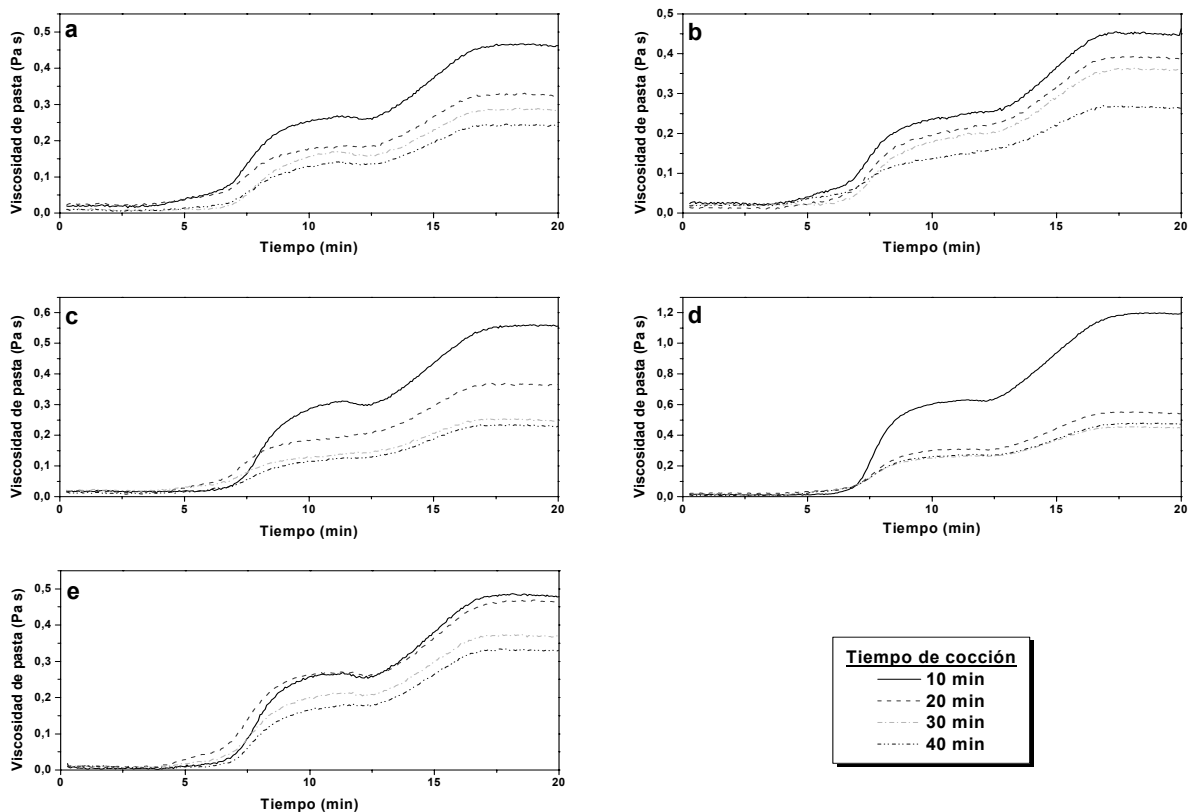 a
Viscosidad de pasta (Pa s)
0,5
0,4
0,3
0,2
0,1
0,0
0
5
10
15
20
Tiempo (min)
b
Viscosidad de pasta (Pa s)
0,5
0,4
0,3
0,2
0,1
0,0
0
5
10
15
20
Tiempo (min)
c
Viscosidad de pasta (Pa s)
0,6
0,5
0,4
0,3
0,2
0,1
0,0
0
5
10
15
20
Tiempo (min)
d
Viscosidad de pasta (Pa s)
1,2
1,0
0,8
0,6
0,4
0,2
0,0
0
5
10
15
20
Tiempo (min)
e
Viscosidad de pasta (Pa s)
0,5
0,4
0,3
0,2
0,1
0,0
0
5
10
15
20
Tiempo (min)
Tiempo de cocción
10 min
20 min
30 min
40 min